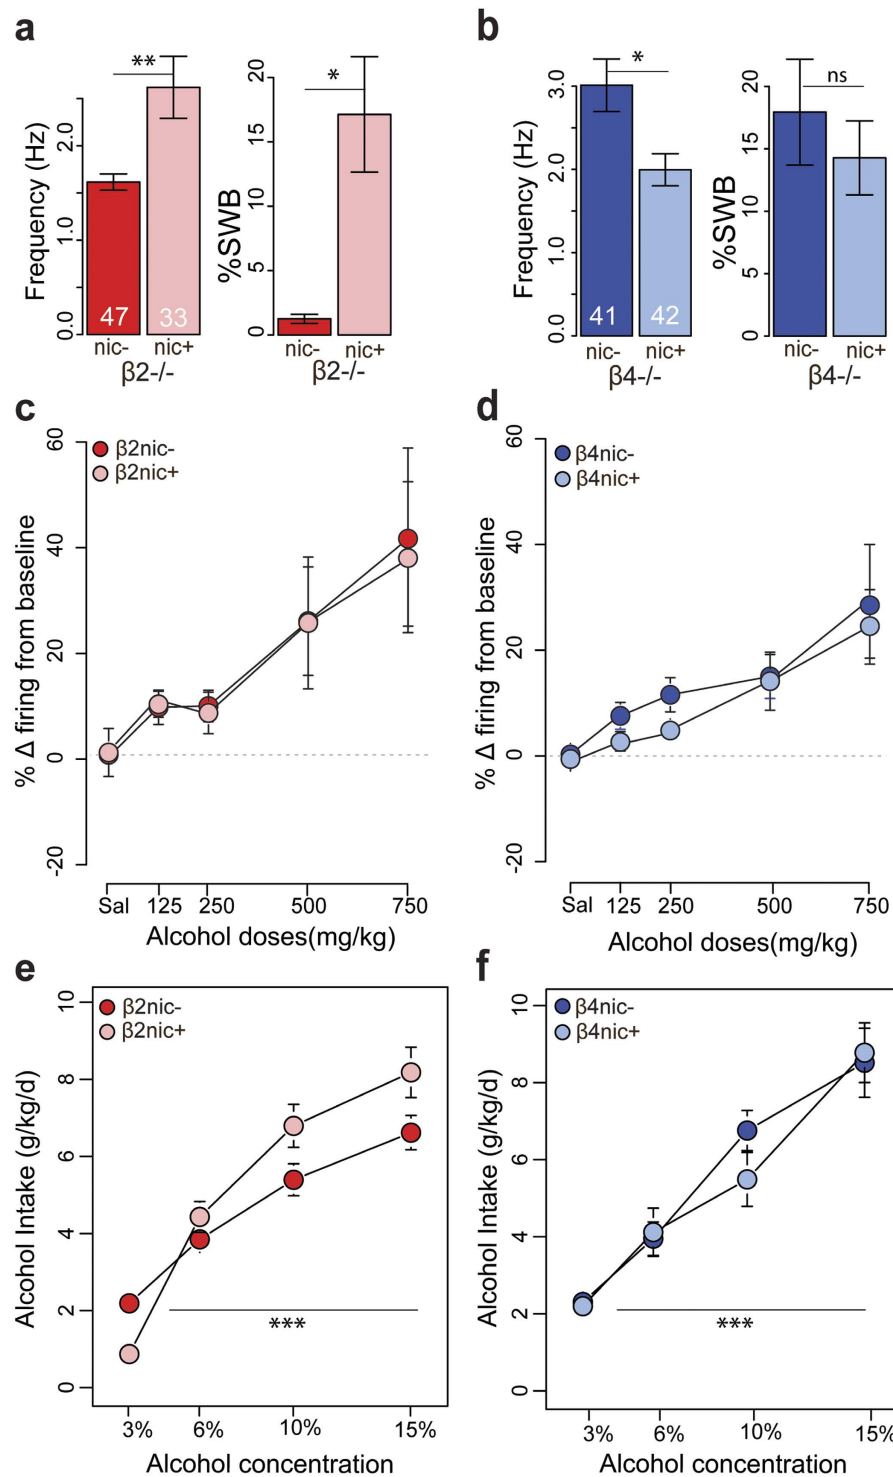 a
**
Frequency (Hz)
0.0
1.0
2.0
47
33
nic-
nic+
β2-/-
*
%SWB
0
5
10
15
20
nic-
nic+
β2-/-
b
*
Frequency (Hz)
0.0
1.0
2.0
3.0
41
42
nic-
nic+
β4-/-
ns
%SWB
0
5
10
15
20
nic-
nic+
β4-/-
c
β2nic-
β2nic+
% Δ firing from baseline
60
40
20
0
-20
Sal
125
250
500
750
Alcohol doses(mg/kg)
d
β4nic-
β4nic+
% Δ firing from baseline
60
40
20
0
-20
Sal
125
250
500
750
Alcohol doses(mg/kg)
e
β2nic-
β2nic+
Alcohol Intake (g/kg/d)
10
8
6
4
2
0
***
3%
6%
10%
15%
Alcohol concentration
f
β4nic-
β4nic+
Alcohol Intake (g/kg/d)
10
8
6
4
2
0
***
3%
6%
10%
15%
Alcohol concentration